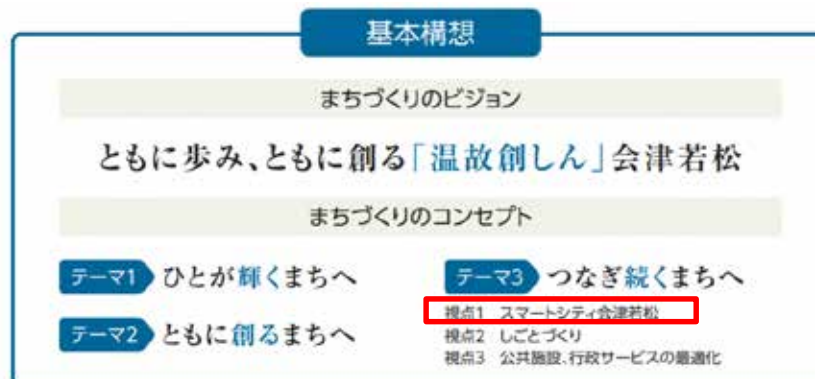 基本構想
まちづくりのビジョン
ともに歩み、ともに創る「温故創しん」会津若松
まちづくりのコンセプト
テーマ1 ひとが輝くまちへ
テーマ2 ともに創るまちへ
テーマ3 つなぎ続くまちへ
視点1 スマートシティ会津若松
視点2 しごとづくり
視点3 公共施設、行政サービスの最適化